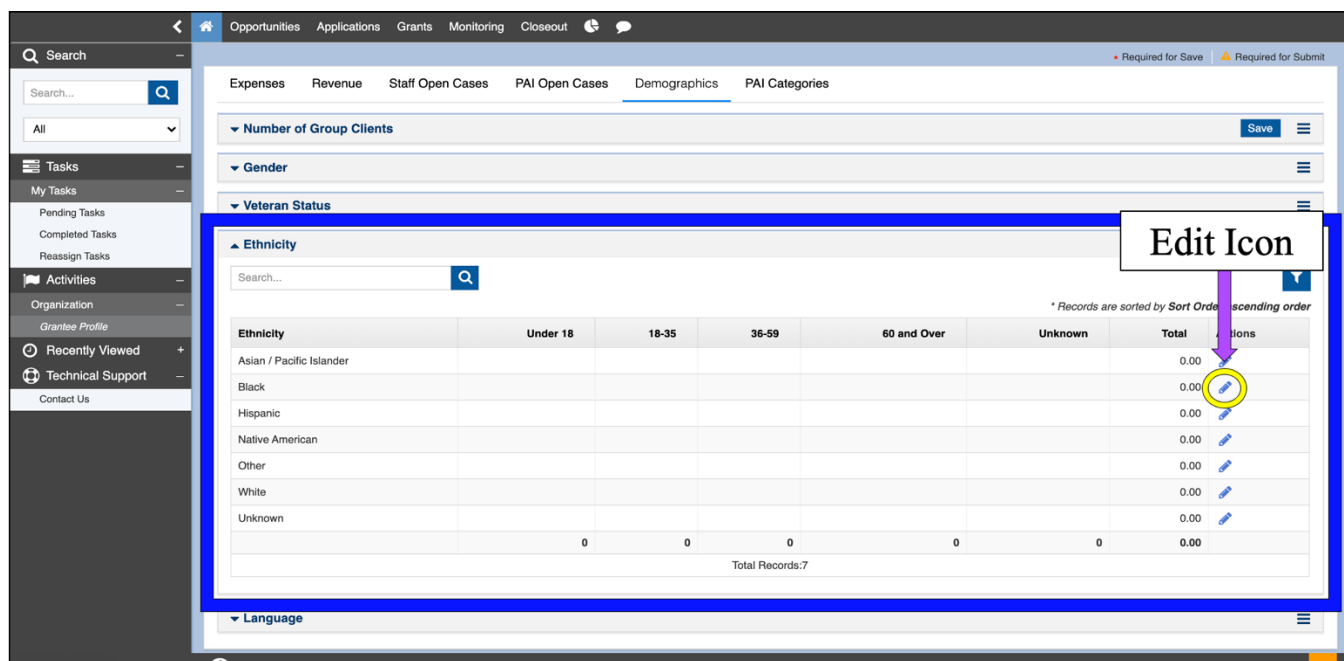 Opportunities Applications Grants Monitoring Closeout
Search
Required for Save Required for Submit
Search...
All
Expenses Revenue Staff Open Cases PAI Open Cases Demographics PAI Categories
Number of Group Clients Save
Tasks
Gender
My Tasks
Pending Tasks
Veteran Status
Completed Tasks
Reassign Tasks
Ethnicity
Edit Icon
Activities
Search...
Organization
* Records are sorted by Sort Order
ascending order
Grantee Profile
Ethnicity Under 18 18-35 36-59 60 and Over Unknown Total
Recently Viewed
Asian / Pacific Islander 0.00
Technical Support
Black 0.00
Contact Us
Hispanic 0.00
Native American 0.00
Other 0.00
White 0.00
Unknown 0.00
0 0 0 0 0 0.00
Total Records:7
Language